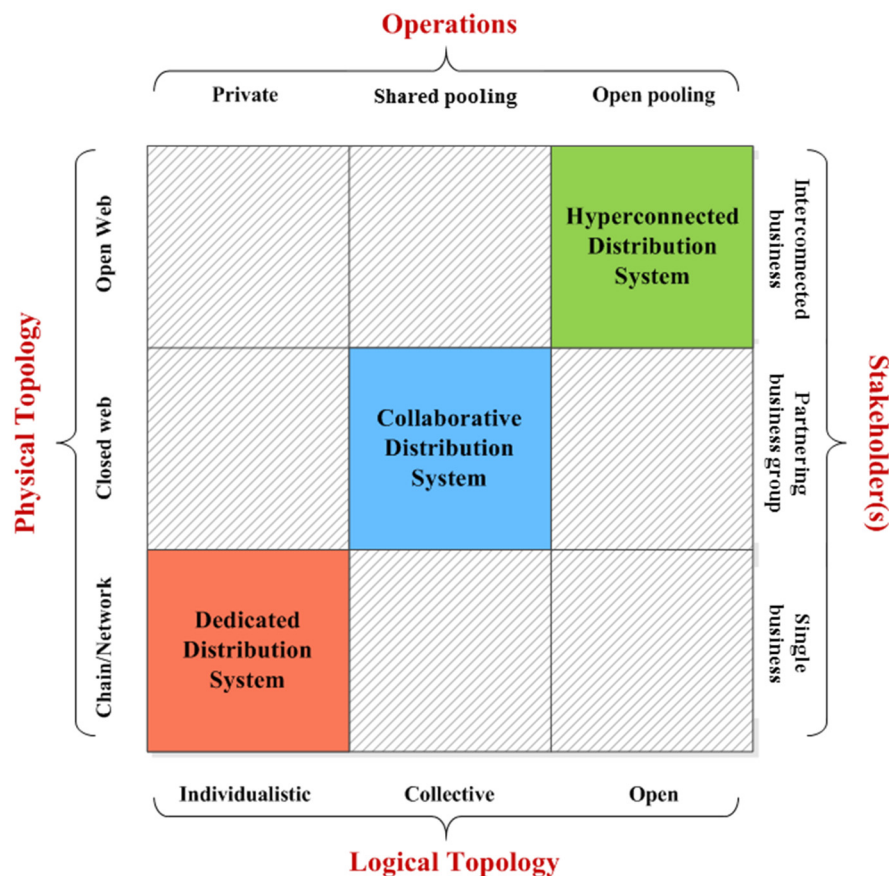 Operations
Private
Shared pooling
Open pooling
Physical Topology
Open Web
Closed web
Chain/Network
Hyperconnected
Distribution
System
Collaborative
Distribution
System
Dedicated
Distribution
System
Interconnected
business
Partnering
business group
Single
business
Stakeholder(s)
Individualistic
Collective
Open
Logical Topology